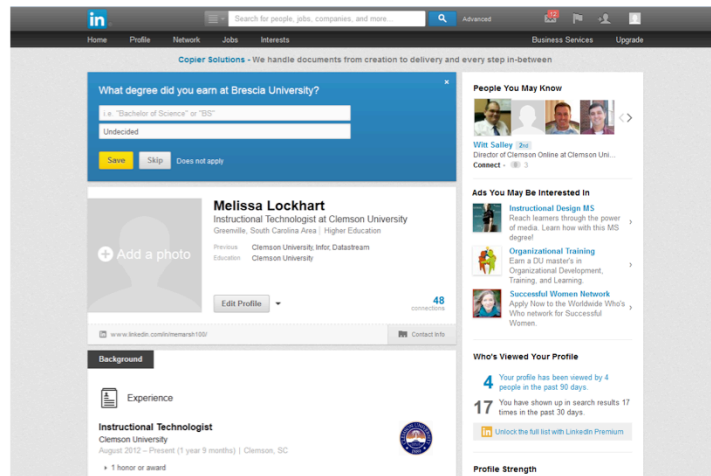 in
Search for people, jobs, companies, and more...
Advanced
12
Home Profile Network Jobs Interests Business Services Upgrade
Copier Solutions - We handle documents from creation to delivery and every step in-between
What degree did you earn at Brescia University?
i.e. "Bachelor of Science" or "BS"
Undecided
Save Skip Does not apply
Add a photo
Melissa Lockhart
Instructional Technologist at Clemson University
Greenville, South Carolina Area | Higher Education
Previous Clemson University, Infor, Datastream
Education Clemson University
Edit Profile
48
connections
www.linkedin.com/in/memarsh100/
Contact Info
Background
Experience
Instructional Technologist
Clemson University
August 2012 – Present (1 year 9 months) | Clemson, SC
1 honor or award
People You May Know
Witt Salley 2nd
Director of Clemson Online at Clemson Uni...
Connect · 3
Ads You May Be Interested In
Instructional Design MS
Reach learners through the power
of media. Learn how with this MS
degree!
Organizational Training
Earn a DU master's in
Organizational Development,
Training, and Learning.
Successful Women Network
Apply Now to the Worldwide Who's
Who network for Successful
Women.
Who's Viewed Your Profile
4 Your profile has been viewed by 4
people in the past 90 days.
17 You have shown up in search results 17
times in the past 30 days.
in Unlock the full list with LinkedIn Premium
Profile Strength